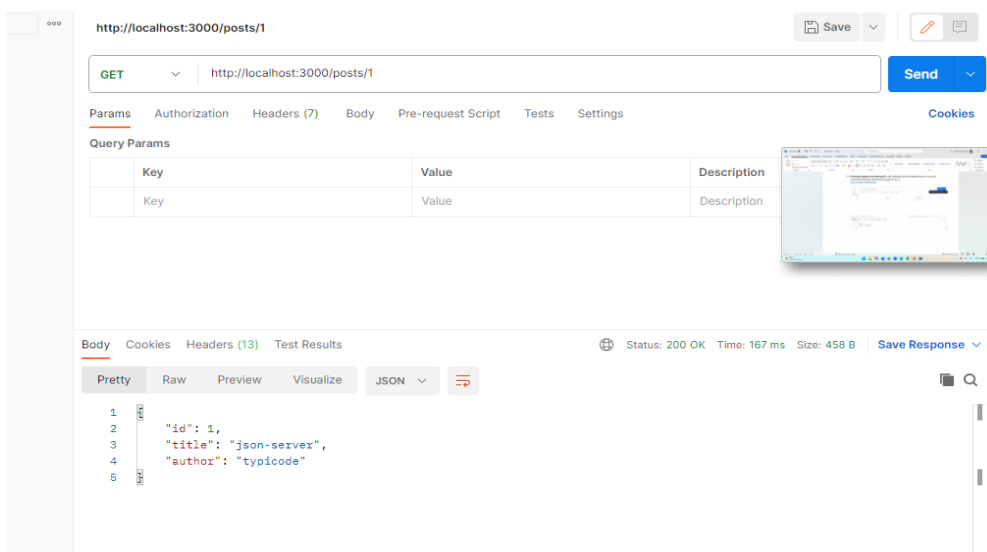 http://localhost:3000/posts/1
Save
GET http://localhost:3000/posts/1 Send
Params Authorization Headers (7) Body Pre-request Script Tests Settings Cookies
Query Params
Key Value Description
Key Value Description
Body Cookies Headers (13) Test Results Status: 200 OK Time: 167 ms Size: 458 B Save Response
Pretty Raw Preview Visualize JSON
1 {
2 "id": 1,
3 "title": "json-server",
4 "author": "typicode"
5 }